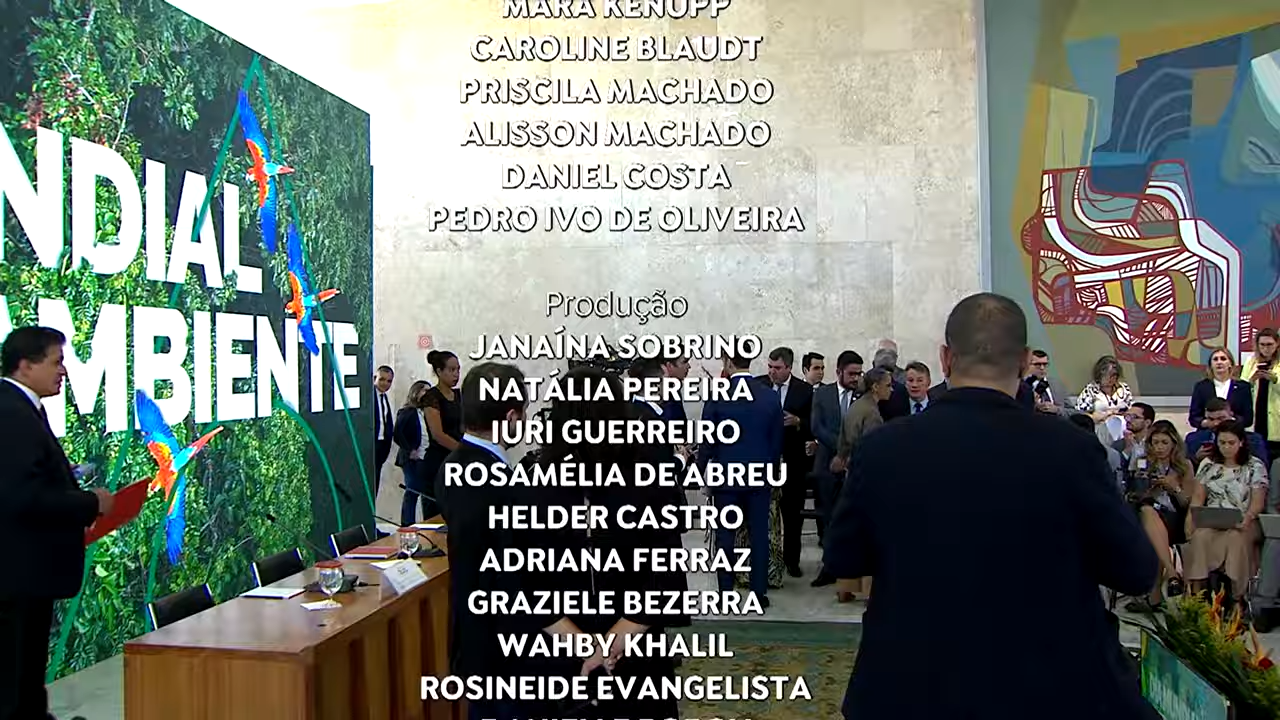 MARA KENUPP
CAROLINE BLAUDT
PRISCILA MACHADO
ALISSON MACHADO
DANIEL COSTA
PEDRO IVO DE OLIVEIRA
Produção
JANAÍNA SOBRINO
NATÁLIA PEREIRA
IURI GUERREIRO
ROSAMÉLIA DE ABREU
HELDER CASTRO
ADRIANA FERRAZ
GRAZIELE BEZERRA
WAHBY KHALIL
ROSINEIDE EVANGELISTA
NDIAL
AMBIENTE